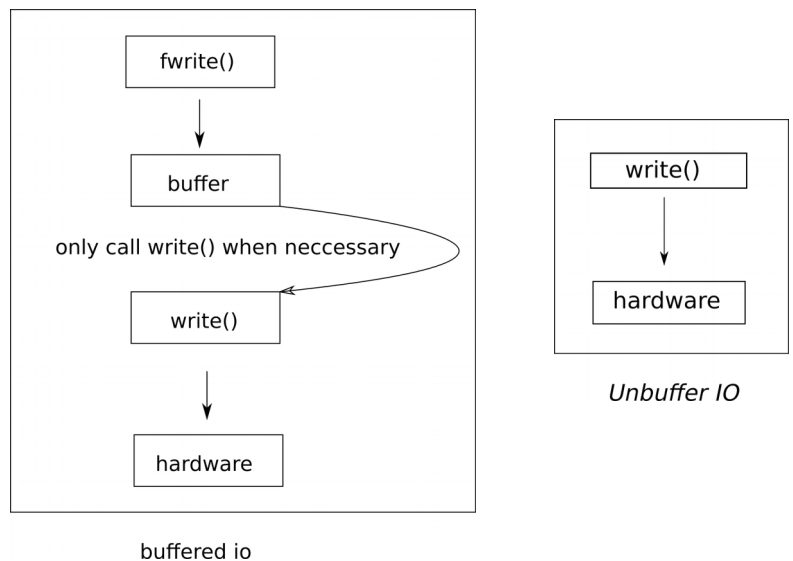 fwrite()
buffer
only call write() when neccessary
write()
hardware
buffered io
write()
hardware
Unbuffer IO